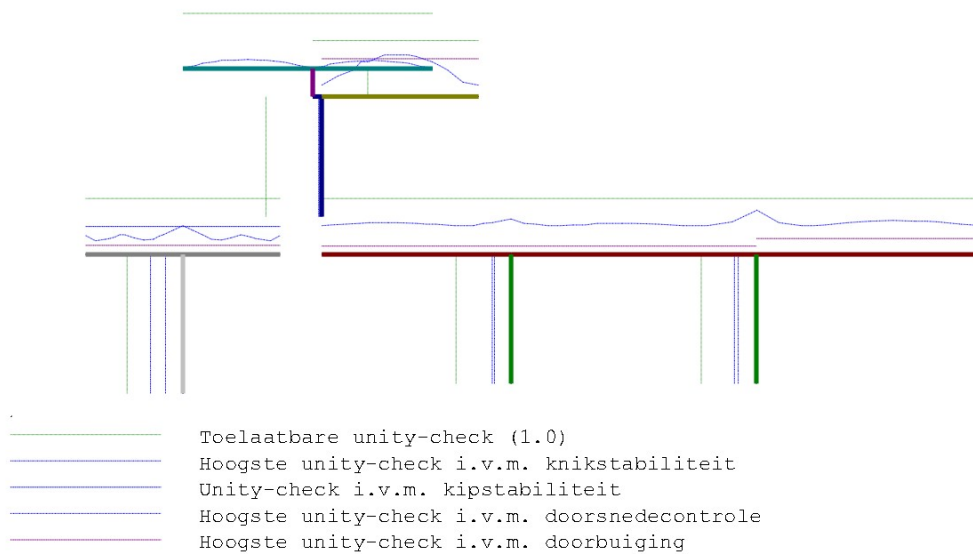 Toelaatbare unity-check (1.0)
Hoogste unity-check i.v.m. knikstabiliteit
Unity-check i.v.m. kipstabiliteit
Hoogste unity-check i.v.m. doorsnedecontrole
Hoogste unity-check i.v.m. doorbuiging